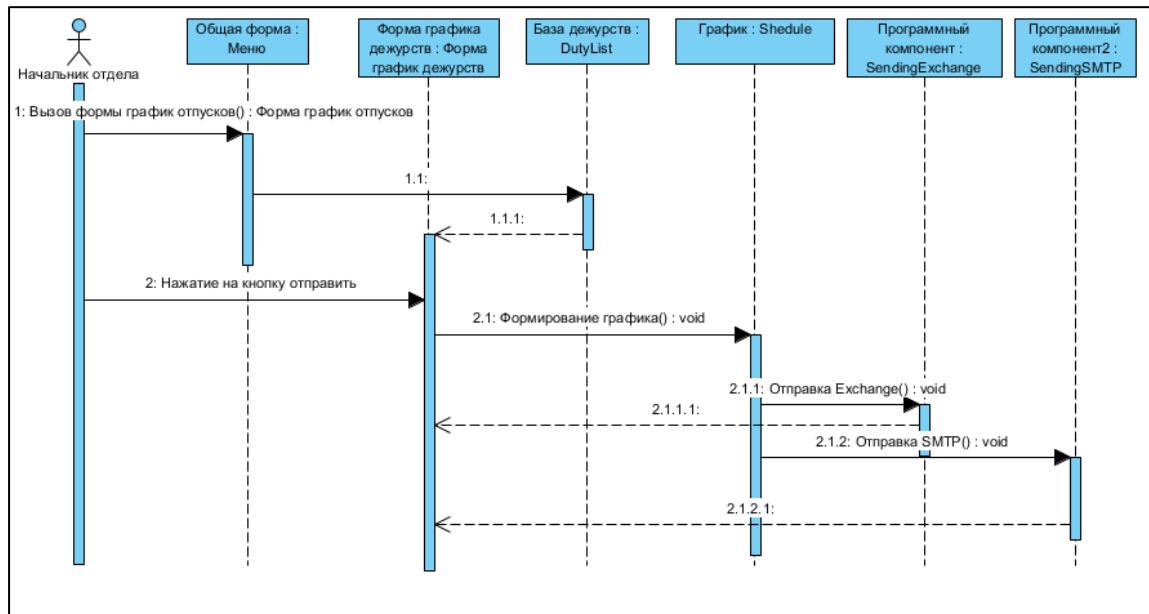 Начальник отдела
Общая форма :
Меню
Форма графика
дежурств : Форма
график дежурств
База дежурств :
DutyList
График : Shedule
Программный
компонент :
SendingExchange
Программный
компонент2 :
SendingSMTP
1: Вызов формы график отпусков() : Форма график отпусков
1.1:
1.1.1:
2: Нажатие на кнопку отправить
2.1: Формирование графика() : void
2.1.1: Отправка Exchange() : void
2.1.1.1:
2.1.2: Отправка SMTP() : void
2.1.2.1: